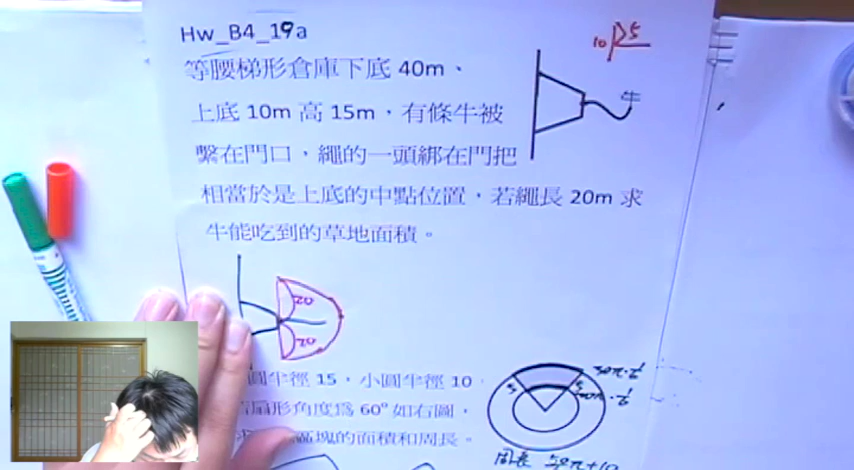 Hw_B4_19a
等腰梯形倉庫下底 40m、
上底 10m 高 15m，有條牛被
繫在門口，繩的一頭綁在門把
相當於是上底的中點位置，若繩長 20m 求
牛能吃到的草地面積。
10 5
牛
20
20
圓半徑 15，小圓半徑 10
扇形角度為 60° 如右圖，
區塊的面積和周長。
5
5
周長